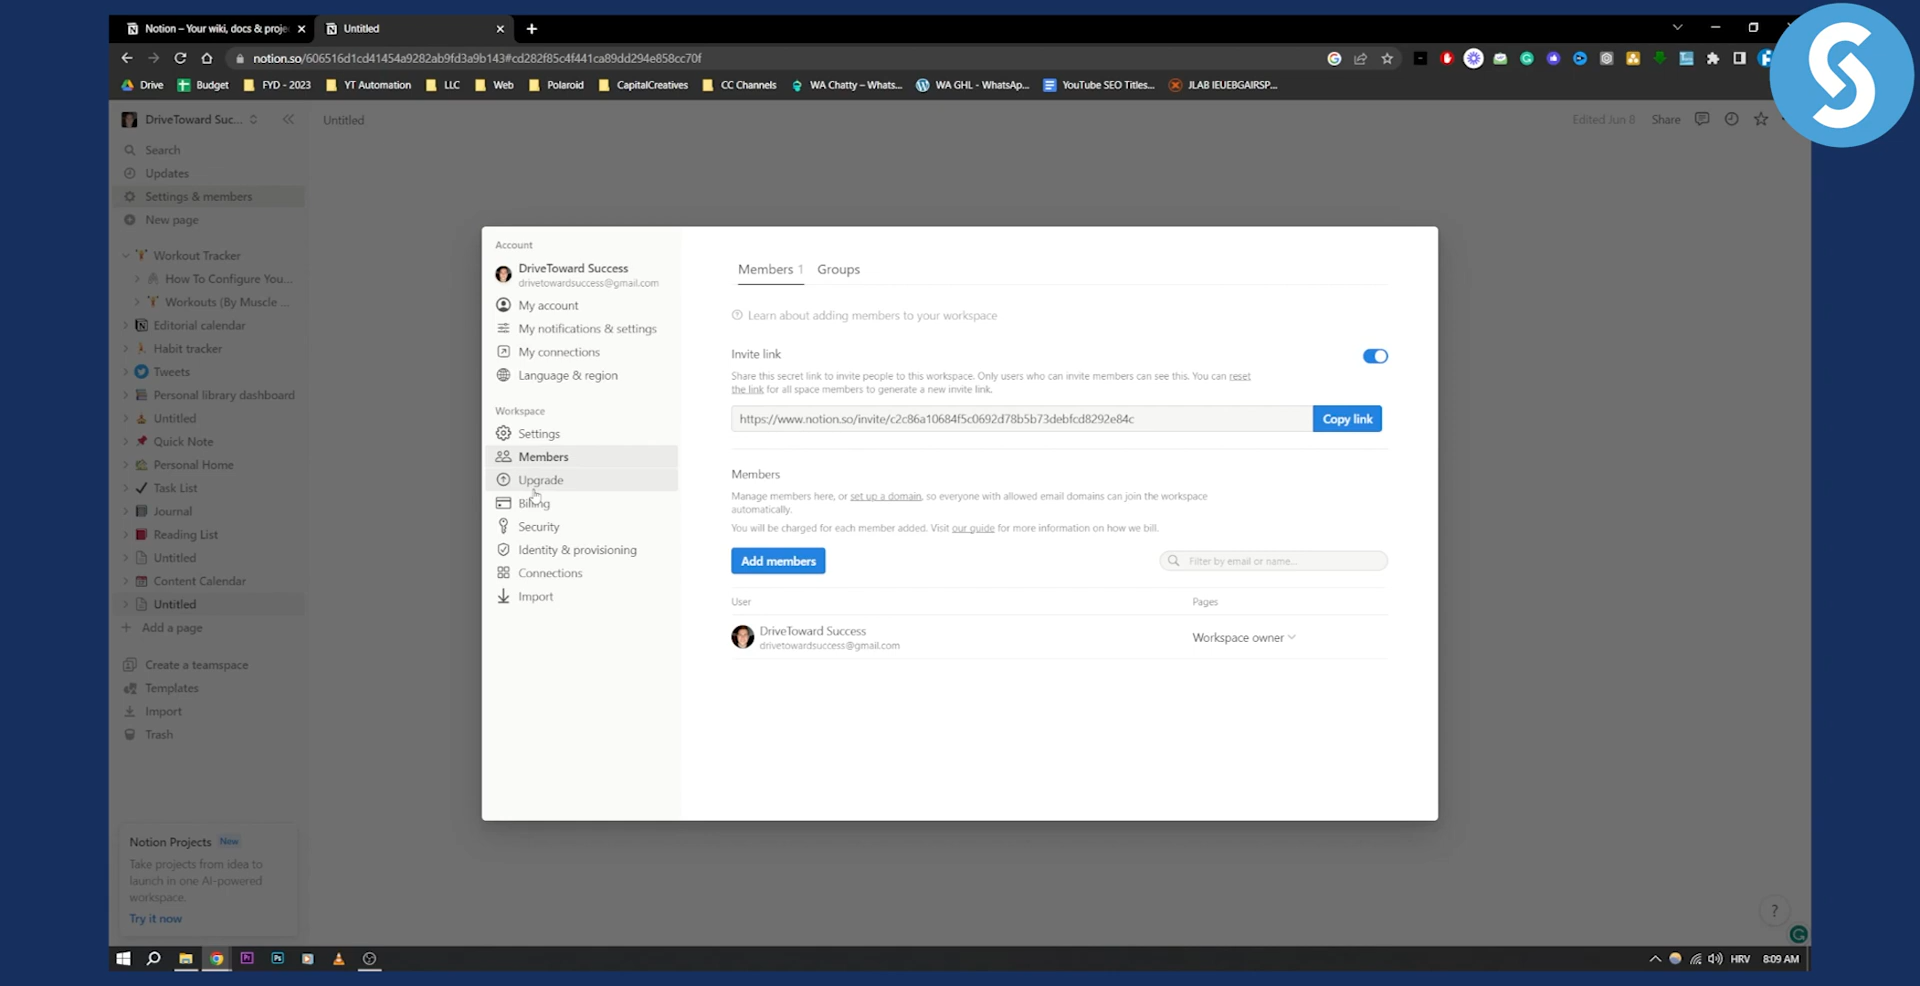 Notion – Your wiki, docs & proje
Untitled
notion.so/606516d1cd41454a9282ab9fd3a9b143#cd282f85c4f441ca89dd294e858cc70f
Drive
Budget
FYD - 2023
YT Automation
LLC
Web
Polaroid
CapitalCreatives
CC Channels
WA Chatty – Whats...
WA GHL - WhatsAp...
YouTube SEO Titles...
JLAB IEUEBGAIRSP...
DriveToward Suc...
Untitled
Edited Jun 8
Share
Search
Updates
Settings & members
New page
Workout Tracker
How To Configure You...
Workouts (By Muscle ...
Editorial calendar
Habit tracker
Tweets
Personal library dashboard
Untitled
Quick Note
Personal Home
Task List
Journal
Reading List
Untitled
Content Calendar
Untitled
Add a page
Create a teamspace
Templates
Import
Trash
Notion Projects New
Take projects from idea to
launch in one AI-powered
workspace.
Try it now
Account
DriveToward Success
drivetowardsuccess@gmail.com
My account
My notifications & settings
My connections
Language & region
Workspace
Settings
Members
Upgrade
Billing
Security
Identity & provisioning
Connections
Import
Members 1 Groups
Learn about adding members to your workspace
Invite link
Share this secret link to invite people to this workspace. Only users who can invite members can see this. You can reset
the link for all space members to generate a new invite link.
https://www.notion.so/invite/c2c86a10684f5c0692d78b5b73debfcd8292e84c
Copy link
Members
Manage members here, or set up a domain, so everyone with allowed email domains can join the workspace
automatically.
You will be charged for each member added. Visit our guide for more information on how we bill.
Add members
Filter by email or name...
User
Pages
DriveToward Success
drivetowardsuccess@gmail.com
Workspace owner
?
HRV
8:09 AM